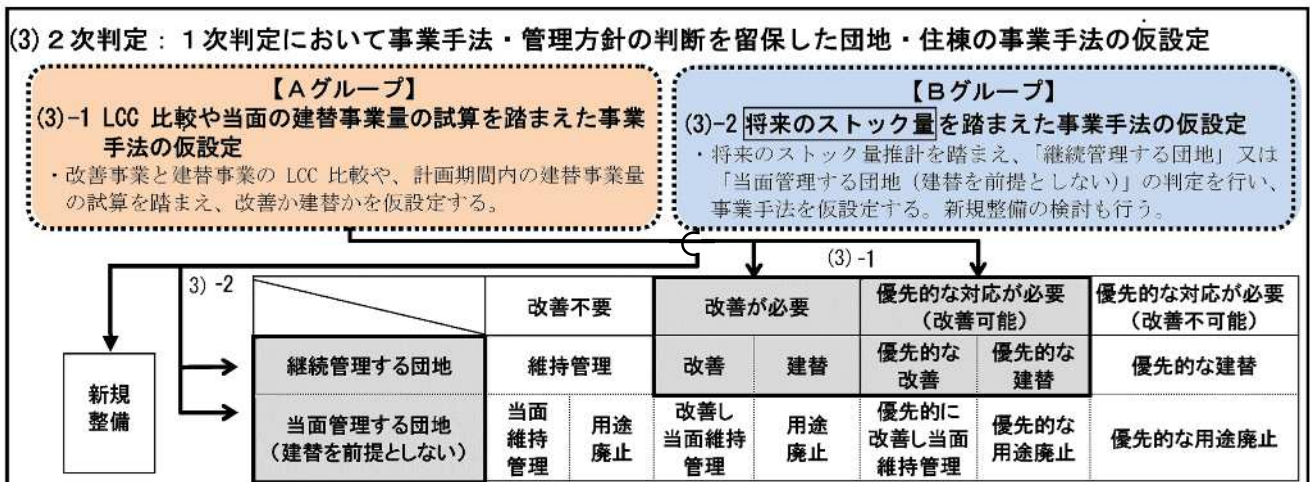 (3)２次判定：１次判定において事業手法・管理方針の判断を留保した団地・住棟の事業手法の仮設定
【Ａグループ】
(3)-1 LCC 比較や当面の建替事業量の試算を踏まえた事業
手法の仮設定
・改善事業と建替事業の LCC 比較や、計画期間内の建替事業量
の試算を踏まえ、改善か建替かを仮設定する。
【Ｂグループ】
(3)-2 将来のストック量を踏まえた事業手法の仮設定
・将来のストック量推計を踏まえ、「継続管理する団地」又は
「当面管理する団地（建替を前提としない）」の判定を行い、
事業手法を仮設定する。新規整備の検討も行う。
(3)-1
3)-2
新規
整備
改善不要
改善が必要
優先的な対応が必要
（改善可能）
優先的な対応が必要
（改善不可能）
継続管理する団地
維持管理
改善
建替
優先的な
改善
優先的な
建替
優先的な建替
当面管理する団地
（建替を前提としない）
当面
維持
管理
用途
廃止
改善し
当面維持
管理
用途
廃止
優先的に
改善し当面
維持管理
優先的な
用途廃止
優先的な用途廃止